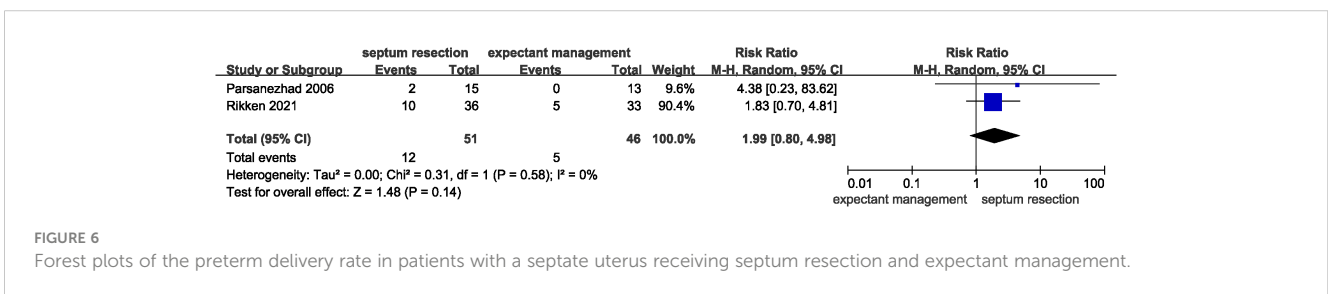 septum resection expectant management Risk Ratio Risk Ratio
Study or Subgroup Events Total Events Total Weight M-H, Random, 95% CI M-H, Random, 95% CI
Parsanezhad 2006 2 15 0 13 9.6% 4.38 [0.23, 83.62]
Rikken 2021 10 36 5 33 90.4% 1.83 [0.70, 4.81]
Total (95% CI) 51 46 100.0% 1.99 [0.80, 4.98]
Total events 12 5
Heterogeneity: Tau² = 0.00; Chi² = 0.31, df = 1 (P = 0.58); I² = 0%
Test for overall effect: Z = 1.48 (P = 0.14)
0.01 0.1 1 10 100
expectant management septum resection
FIGURE 6
Forest plots of the preterm delivery rate in patients with a septate uterus receiving septum resection and expectant management.